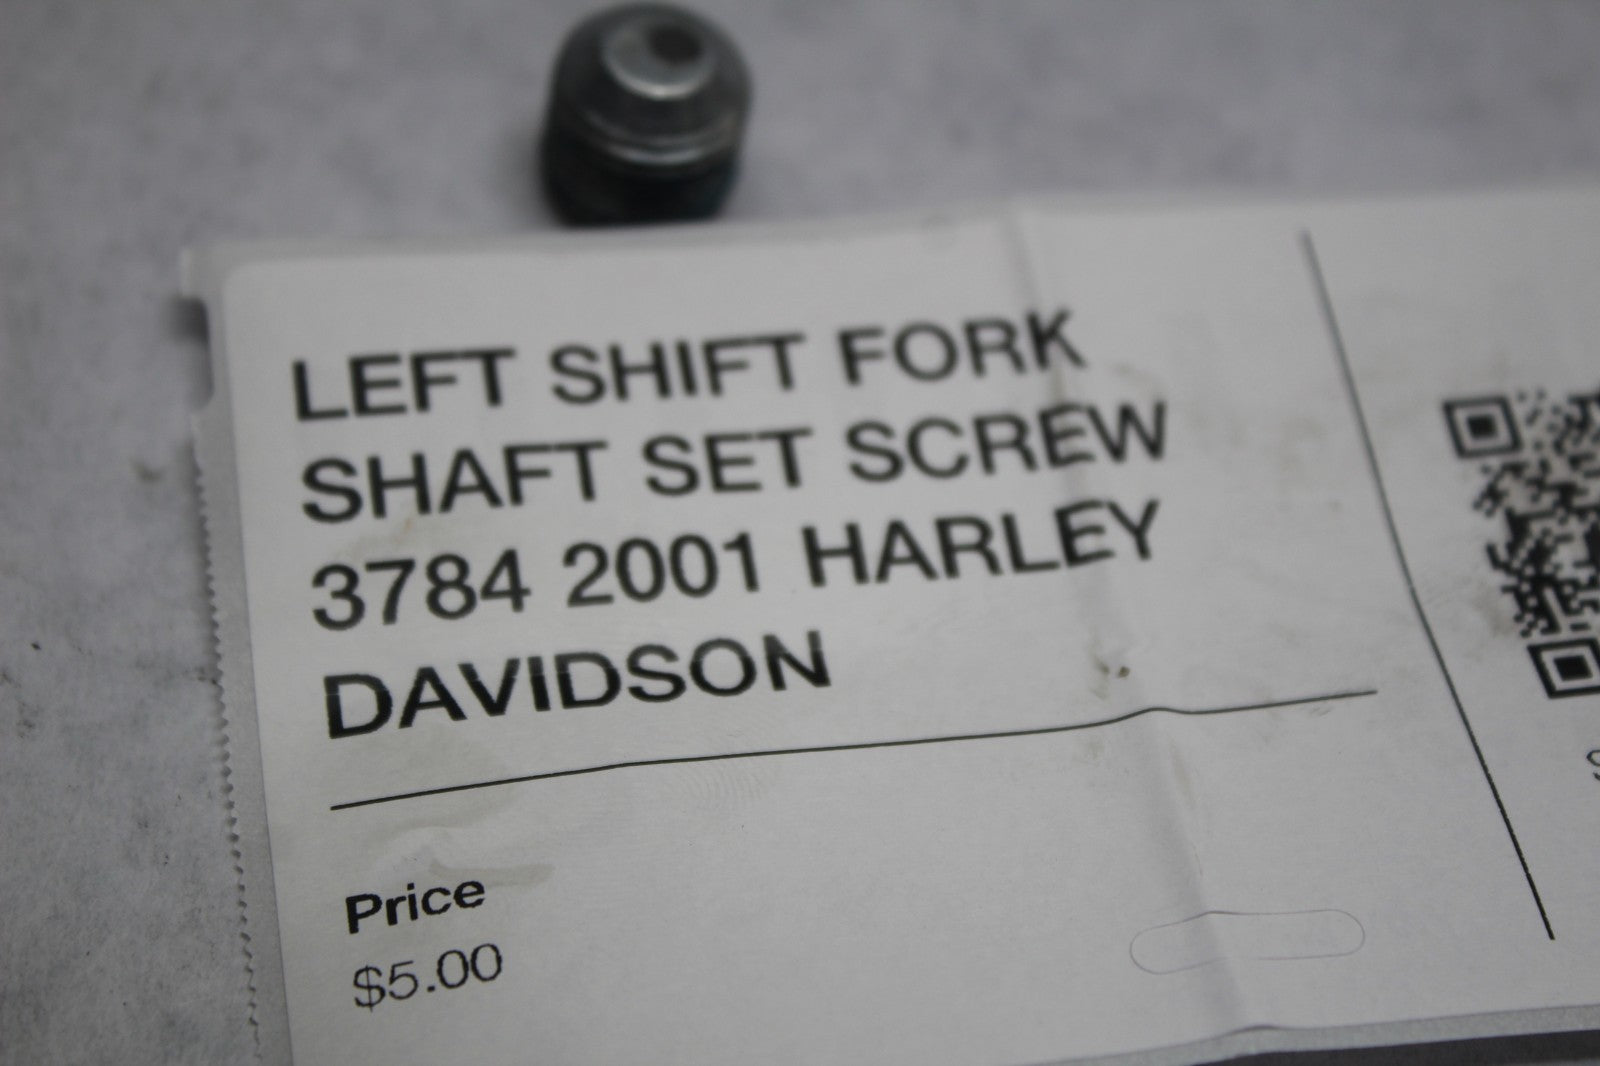 LEFT SHIFT FORK
SHAFT SET SCREW
3784 2001 HARLEY
DAVIDSON
Price
$5.00